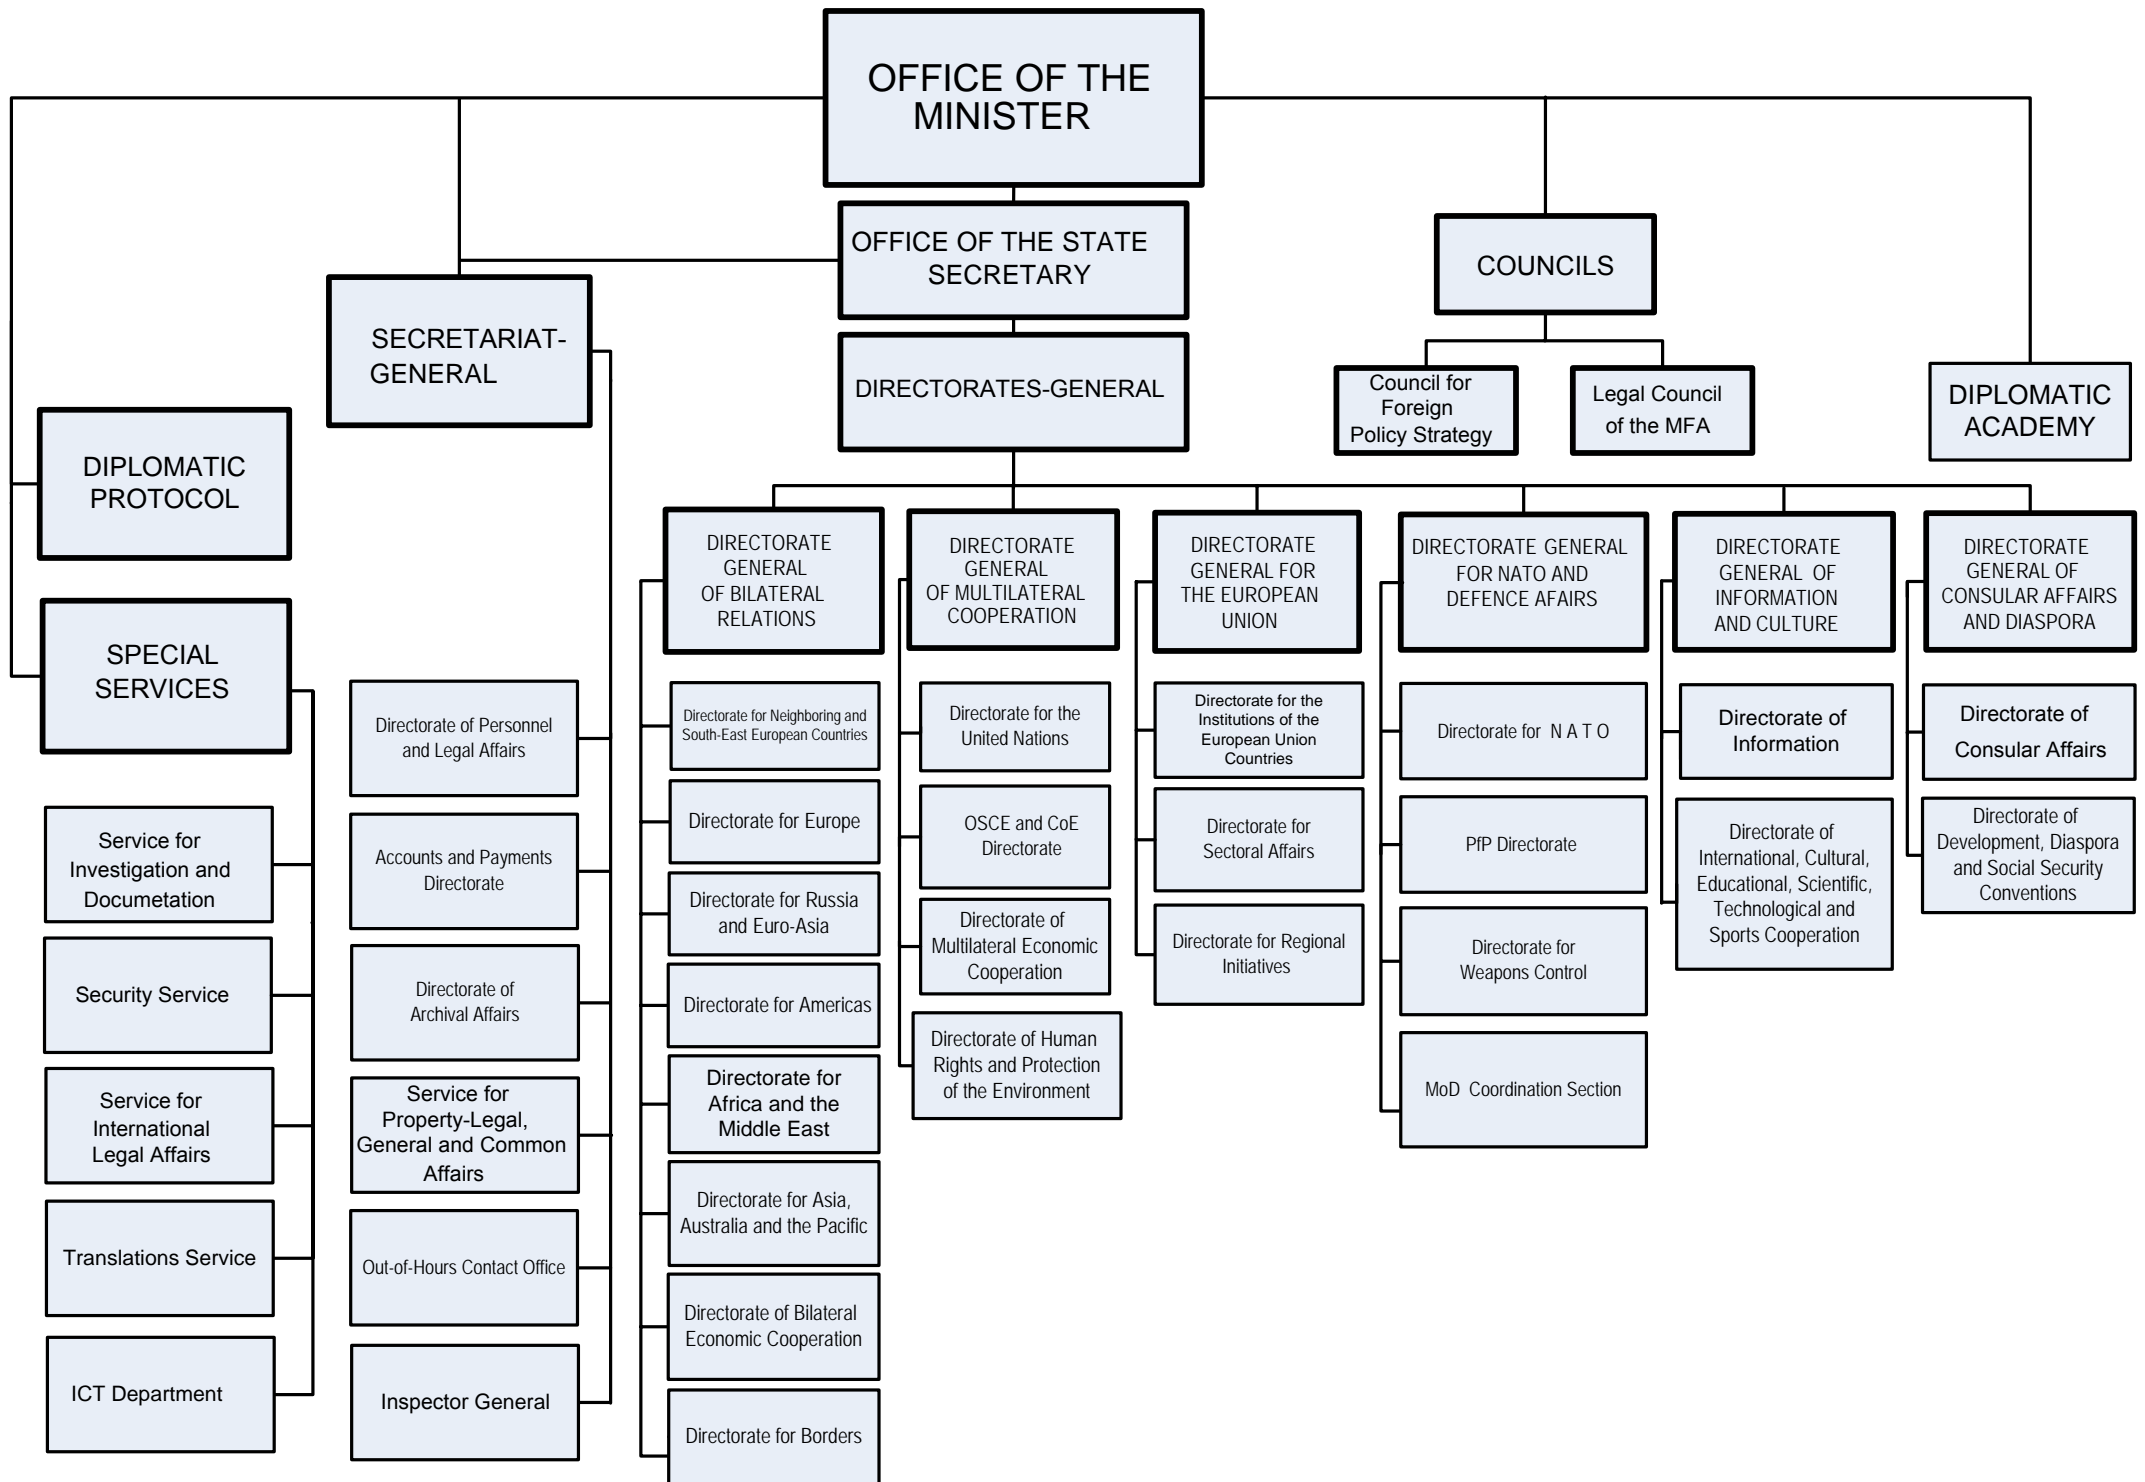 OFFICE OF THE
MINISTER
OFFICE OF THE STATE
SECRETARY
COUNCILS
SECRETARIAT-
GENERAL
DIRECTORATES-GENERAL
Council for
Foreign
Policy Strategy
Legal Council
of the MFA
DIPLOMATIC
ACADEMY
DIPLOMATIC
PROTOCOL
SPECIAL
SERVICES
Service for
Investigation and
Documetation
Security Service
Service for
International
Legal Affairs
Translations Service
ICT Department
Directorate of Personnel
and Legal Affairs
Accounts and Payments
Directorate
Directorate of
Archival Affairs
Service for
Property-Legal,
General and Common
Affairs
Out-of-Hours Contact Office
Inspector General
DIRECTORATE
GENERAL
OF BILATERAL
RELATIONS
Directorate for Neighboring and
South-East European Countries
Directorate for Europe
Directorate for Russia
and Euro-Asia
Directorate for Americas
Directorate for
Africa and the
Middle East
Directorate for Asia,
Australia and the Pacific
Directorate of Bilateral
Economic Cooperation
Directorate for Borders
DIRECTORATE
GENERAL
OF MULTILATERAL
COOPERATION
Directorate for the
United Nations
OSCE and CoE
Directorate
Directorate of
Multilateral Economic
Cooperation
Directorate of Human
Rights and Protection
of the Environment
DIRECTORATE
GENERAL FOR
THE EUROPEAN
UNION
Directorate for the
Institutions of the
European Union
Countries
Directorate for
Sectoral Affairs
Directorate for Regional
Initiatives
DIRECTORATE GENERAL
FOR NATO AND
DEFENCE AFAIRS
Directorate for N A T O
PfP Directorate
Directorate for
Weapons Control
MoD Coordination Section
DIRECTORATE
GENERAL OF
INFORMATION
AND CULTURE
Directorate of
Information
Directorate of
International, Cultural,
Educational, Scientific,
Technological and
Sports Cooperation
DIRECTORATE
GENERAL OF
CONSULAR AFFAIRS
AND DIASPORA
Directorate of
Consular Affairs
Directorate of
Development, Diaspora
and Social Security
Conventions